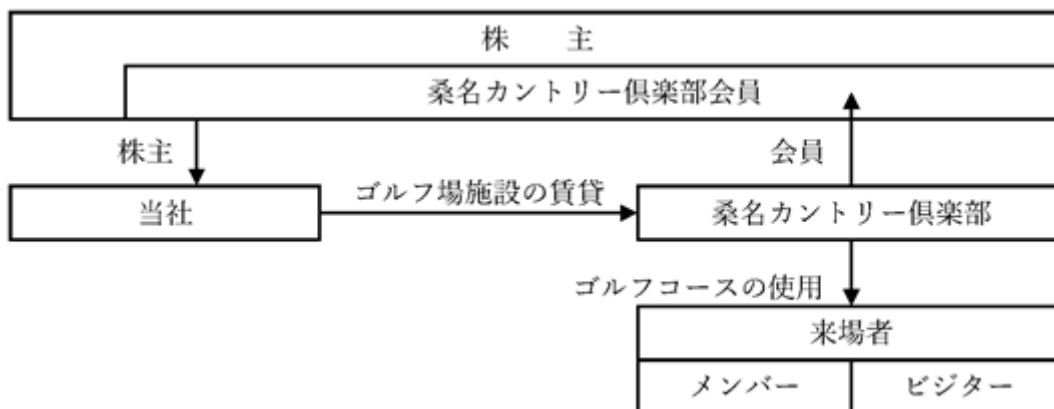 株　　主
桑名カントリー倶楽部会員
株主
会員
当社
ゴルフ場施設の賃貸
桑名カントリー倶楽部
ゴルフコースの使用
来場者
メンバー
ビジター